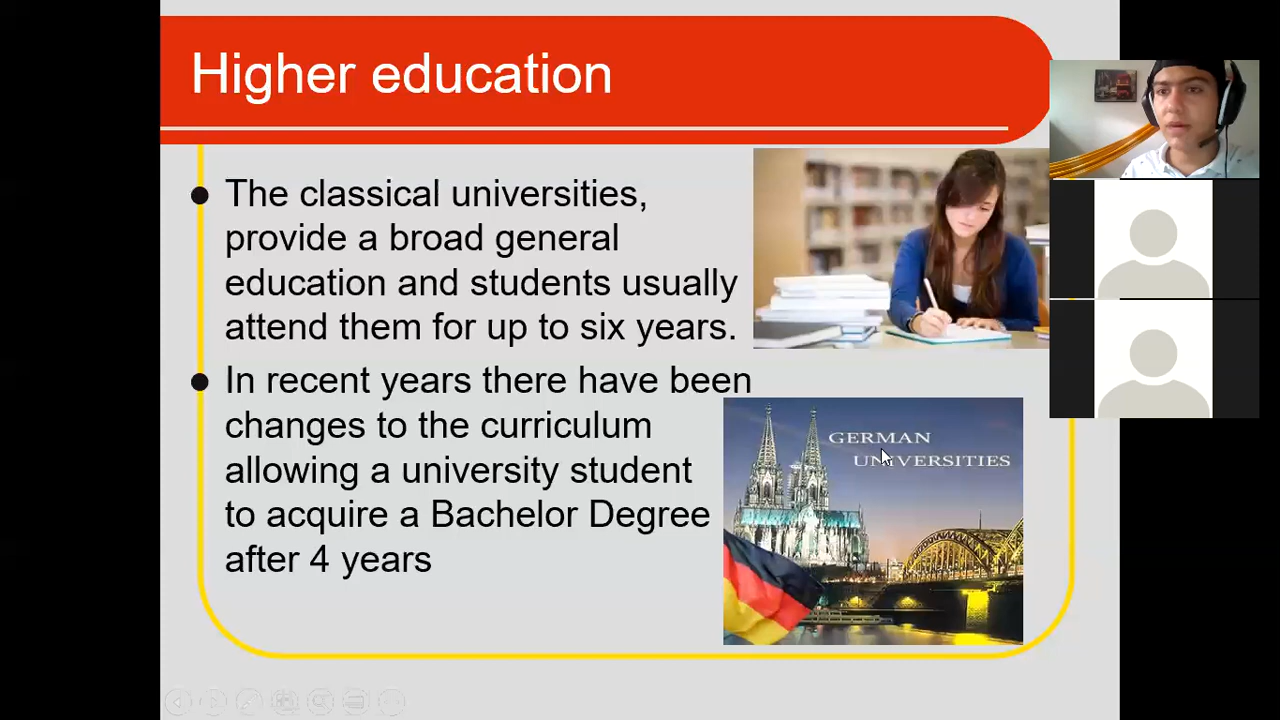 Higher education
The classical universities,
provide a broad general
education and students usually
attend them for up to six years.
In recent years there have been
changes to the curriculum
allowing a university student
to acquire a Bachelor Degree
after 4 years
GERMAN
UNIVERSITIES